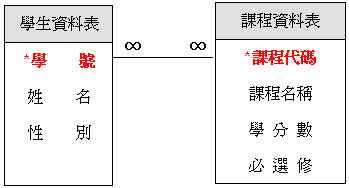 學生資料表
*學 號
姓 名
性 別
∞ ∞
課程資料表
*課程代碼
課程名稱
學 分 數
必 選 修